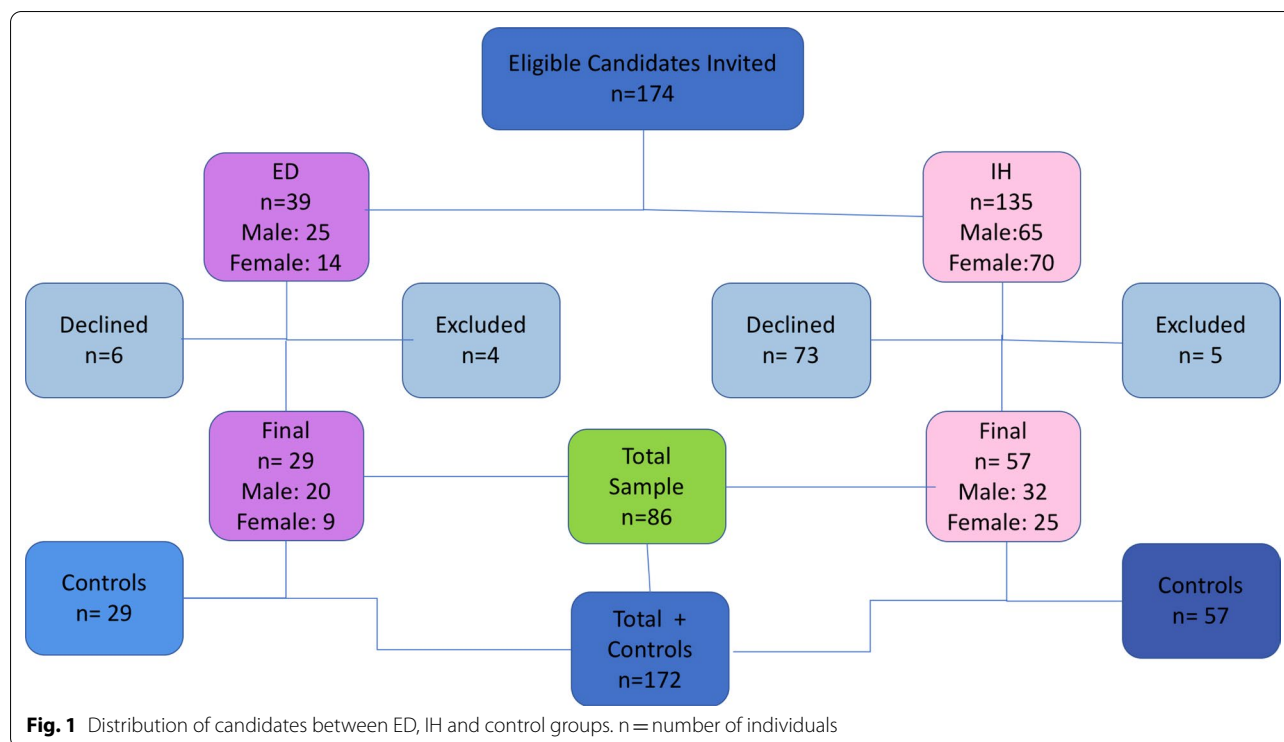 Eligible Candidates Invited
n=174
ED
n=39
Male: 25
Female: 14
IH
n=135
Male:65
Female:70
Declined
n=6
Excluded
n=4
Declined
n= 73
Excluded
n= 5
Final
n= 29
Male: 20
Female: 9
Total
Sample
n=86
Final
n= 57
Male: 32
Female: 25
Controls
n= 29
Total +
Controls
n=172
Controls
n= 57
Fig. 1 Distribution of candidates between ED, IH and control groups. n = number of individuals